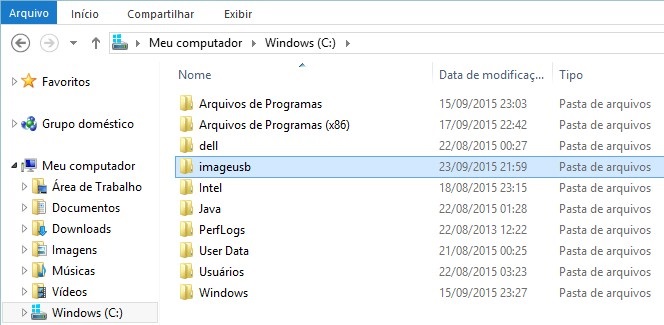 Arquivo Início Compartilhar Exibir
Meu computador Windows (C:)
Nome Data de modificaç... Tipo
Favoritos
Grupo doméstico
Meu computador
Área de Trabalho
Documentos
Downloads
Imagens
Músicas
Vídeos
Windows (C:)
Arquivos de Programas 15/09/2015 23:03 Pasta de arquivos
Arquivos de Programas (x86) 17/09/2015 22:42 Pasta de arquivos
dell 22/08/2015 00:27 Pasta de arquivos
imageusb 23/09/2015 21:59 Pasta de arquivos
Intel 18/08/2015 23:15 Pasta de arquivos
Java 22/08/2015 01:28 Pasta de arquivos
PerfLogs 22/08/2013 12:22 Pasta de arquivos
User Data 21/08/2015 00:25 Pasta de arquivos
Usuários 22/08/2015 03:23 Pasta de arquivos
Windows 15/09/2015 23:27 Pasta de arquivos